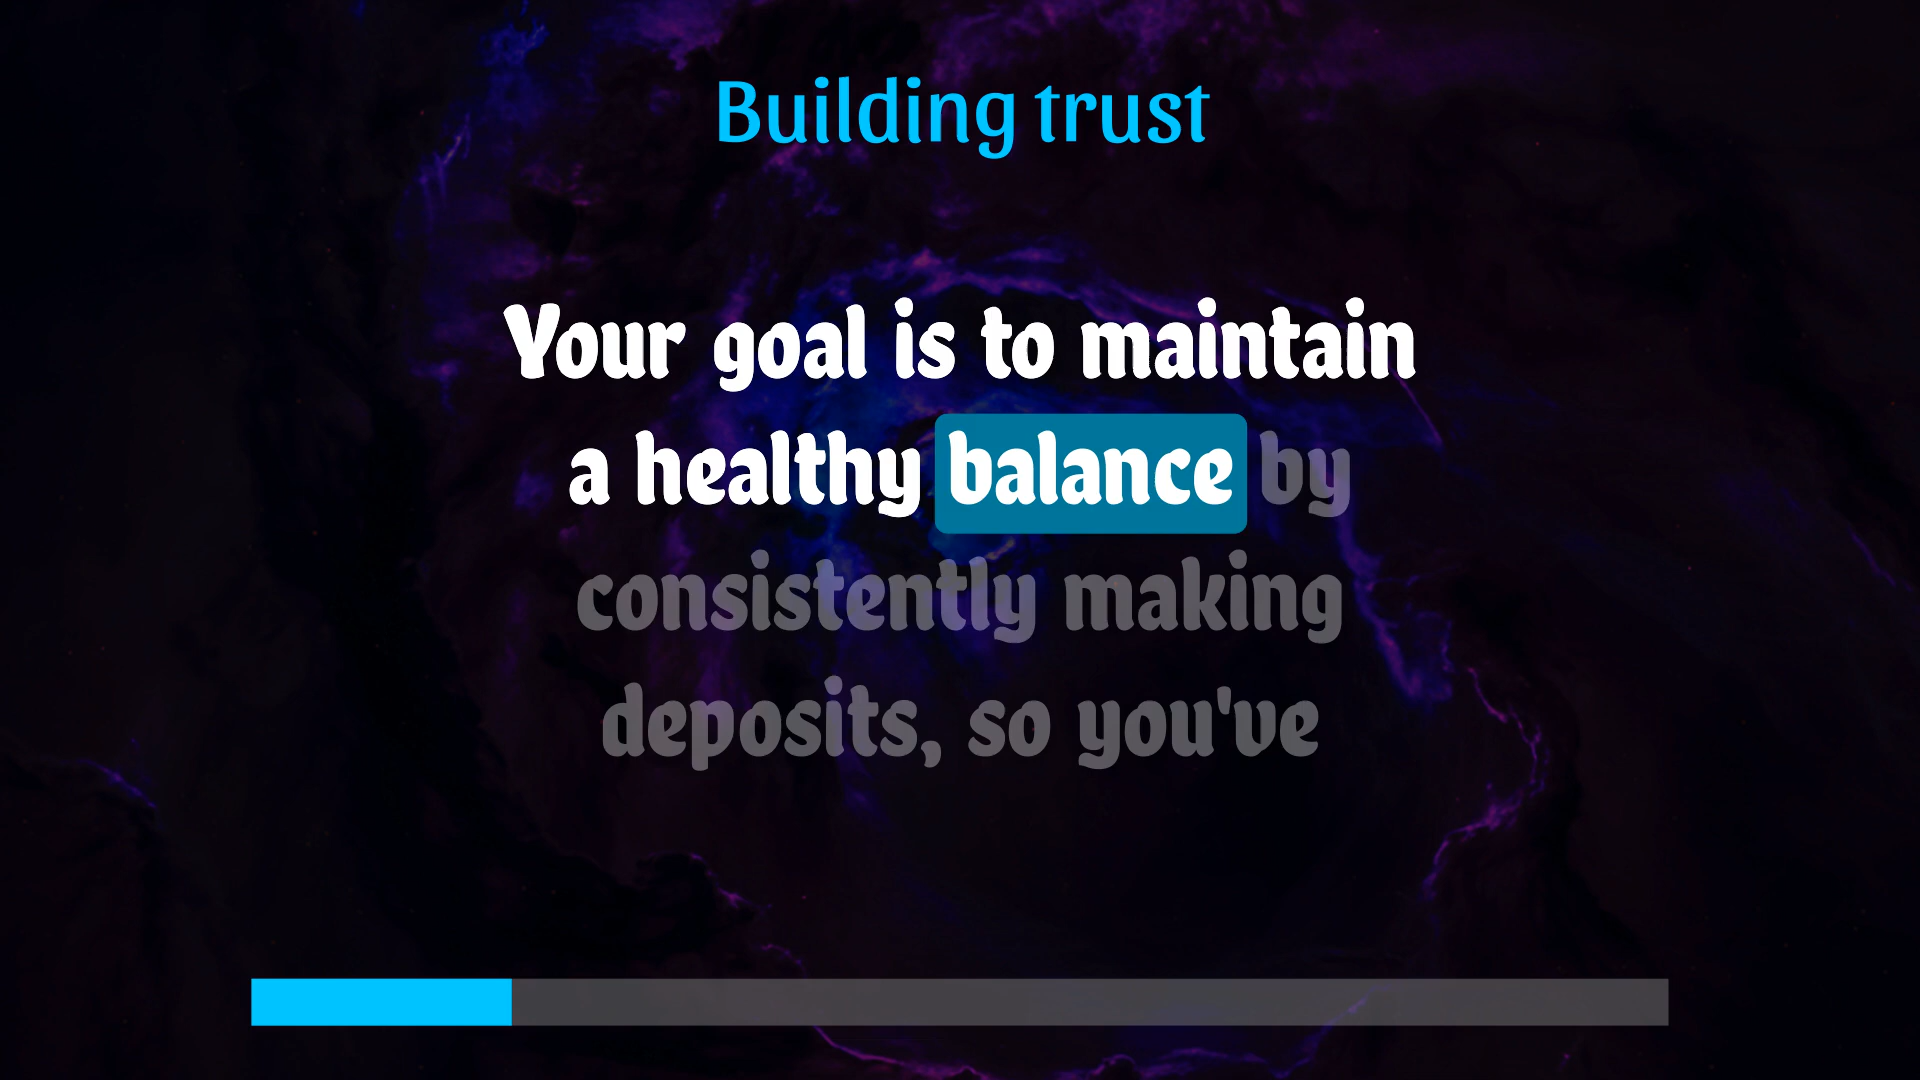 Building trust
Your goal is to maintain
a healthy balance by
consistently making
deposits, so you've